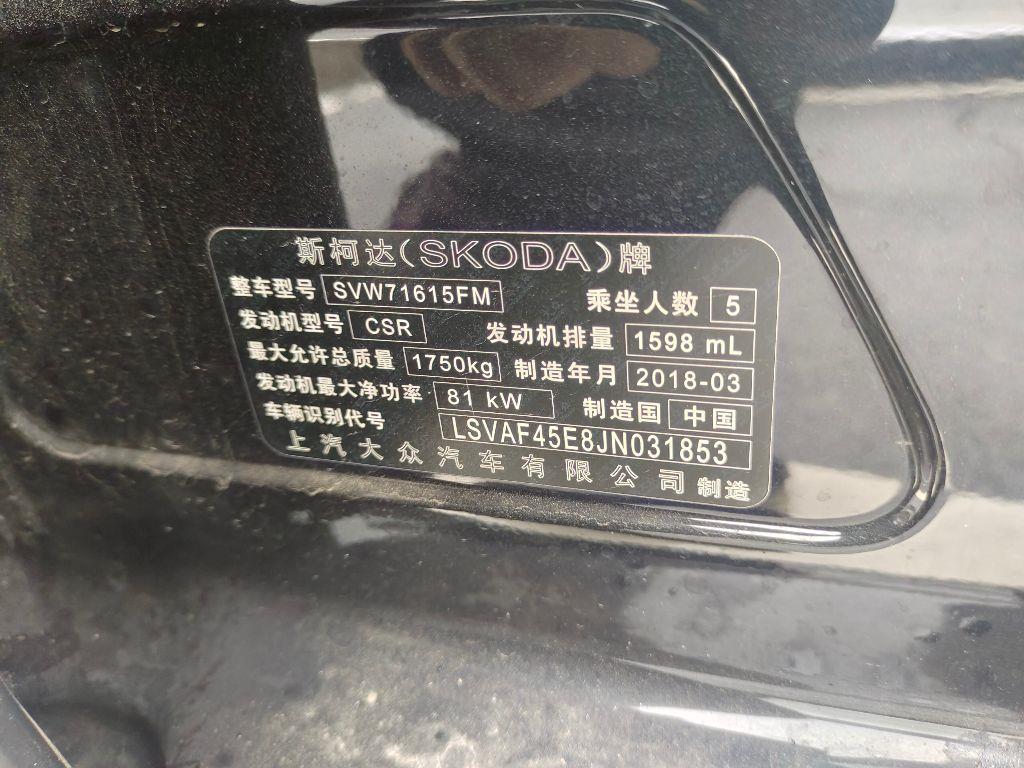 斯柯达(SKODA)牌
整车型号 SVW71615FM 乘坐人数 5
发动机型号 CSR 发动机排量 1598 mL
最大允许总质量 1750kg 制造年月 2018-03
发动机最大净功率 81 kW 制造国 中国
车辆识别代号 LSVAF45E8JN031853
上汽大众汽车有限公司 制造